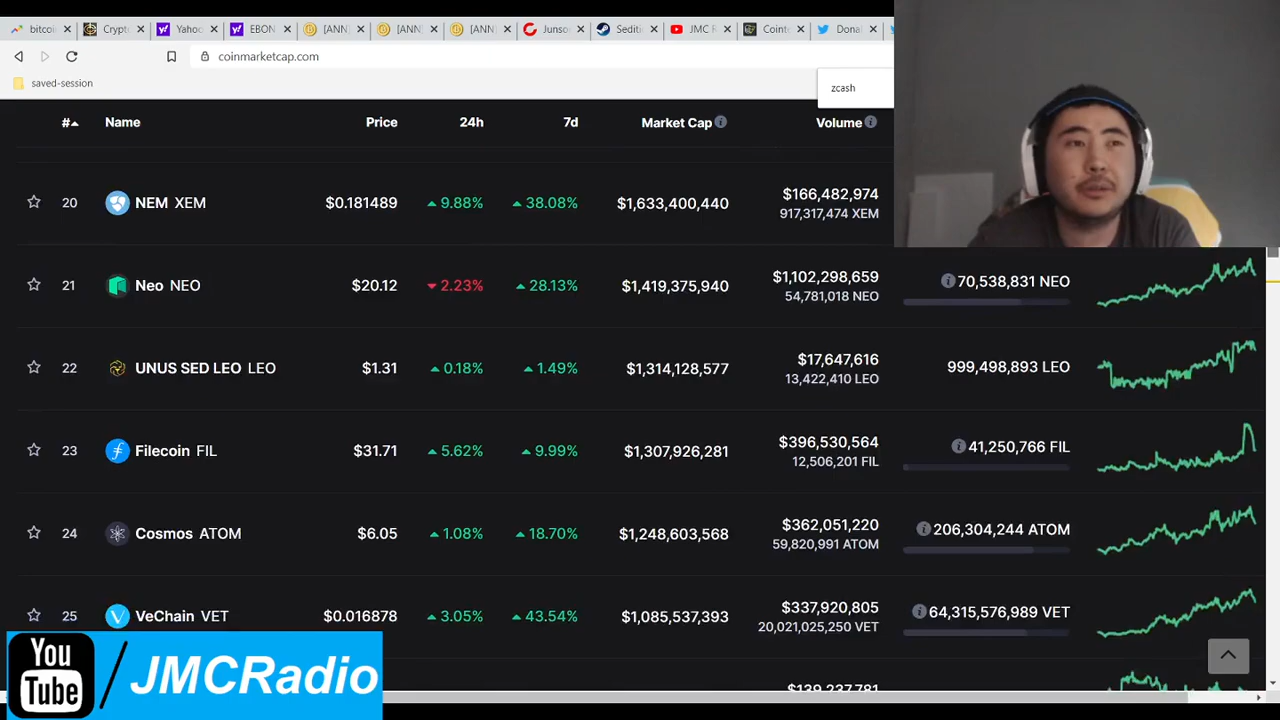 bitcoi
Crypt
Yahoo
EBON
[ANN
[ANN
[ANN
Junso
Sediti
JMC R
Cointe
Dona
coinmarketcap.com
saved-session
zcash
# Name Price 24h 7d Market Cap Volume
20 NEM XEM $0.181489 9.88% 38.08% $1,633,400,440 $166,482,974
917,317,474 XEM
21 Neo NEO $20.12 2.23% 28.13% $1,419,375,940 $1,102,298,659 70,538,831 NEO
54,781,018 NEO
22 UNUS SED LEO LEO $1.31 0.18% 1.49% $1,314,128,577 $17,647,616 999,498,893 LEO
13,422,410 LEO
23 Filecoin FIL $31.71 5.62% 9.99% $1,307,926,281 $396,530,564 41,250,766 FIL
12,506,201 FIL
24 Cosmos ATOM $6.05 1.08% 18.70% $1,248,603,568 $362,051,220 206,304,244 ATOM
59,820,991 ATOM
25 VeChain VET $0.016878 3.05% 43.54% $1,085,537,393 $337,920,805 64,315,576,989 VET
20,021,025,250 VET
$139,237,781
You
Tube
/JMCRadio